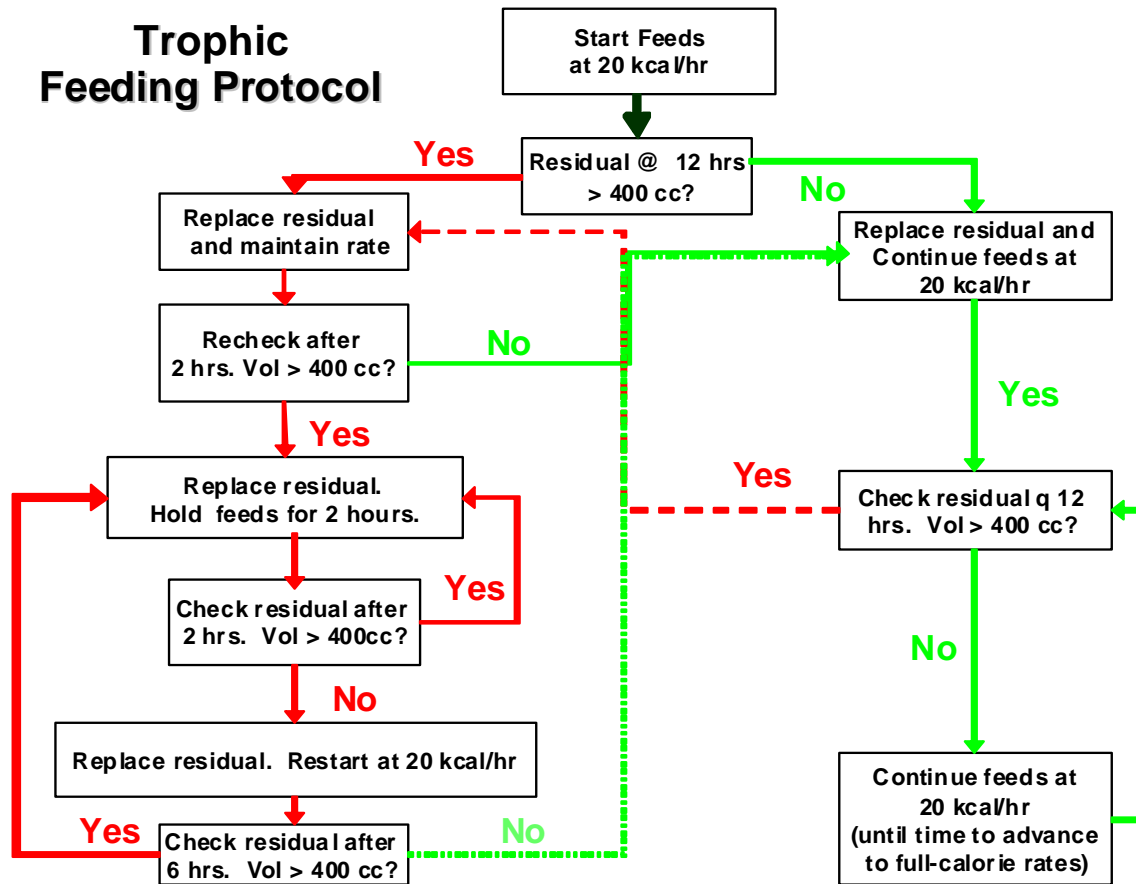 Trophic
Feeding Protocol
Start Feeds
at 20 kcal/hr
Residual @ 12 hrs
> 400 cc?
Yes
No
Replace residual
and maintain rate
Replace residual and
Continue feeds at
20 kcal/hr
Recheck after
2 hrs. Vol > 400 cc?
No
Yes
Yes
Replace residual.
Hold feeds for 2 hours.
Yes
Check residual q 12
hrs. Vol > 400 cc?
Check residual after
2 hrs. Vol > 400cc?
Yes
No
No
Replace residual. Restart at 20 kcal/hr
Continue feeds at
20 kcal/hr
(until time to advance
to full-calorie rates)
Yes
Check residual after
6 hrs. Vol > 400 cc?
No